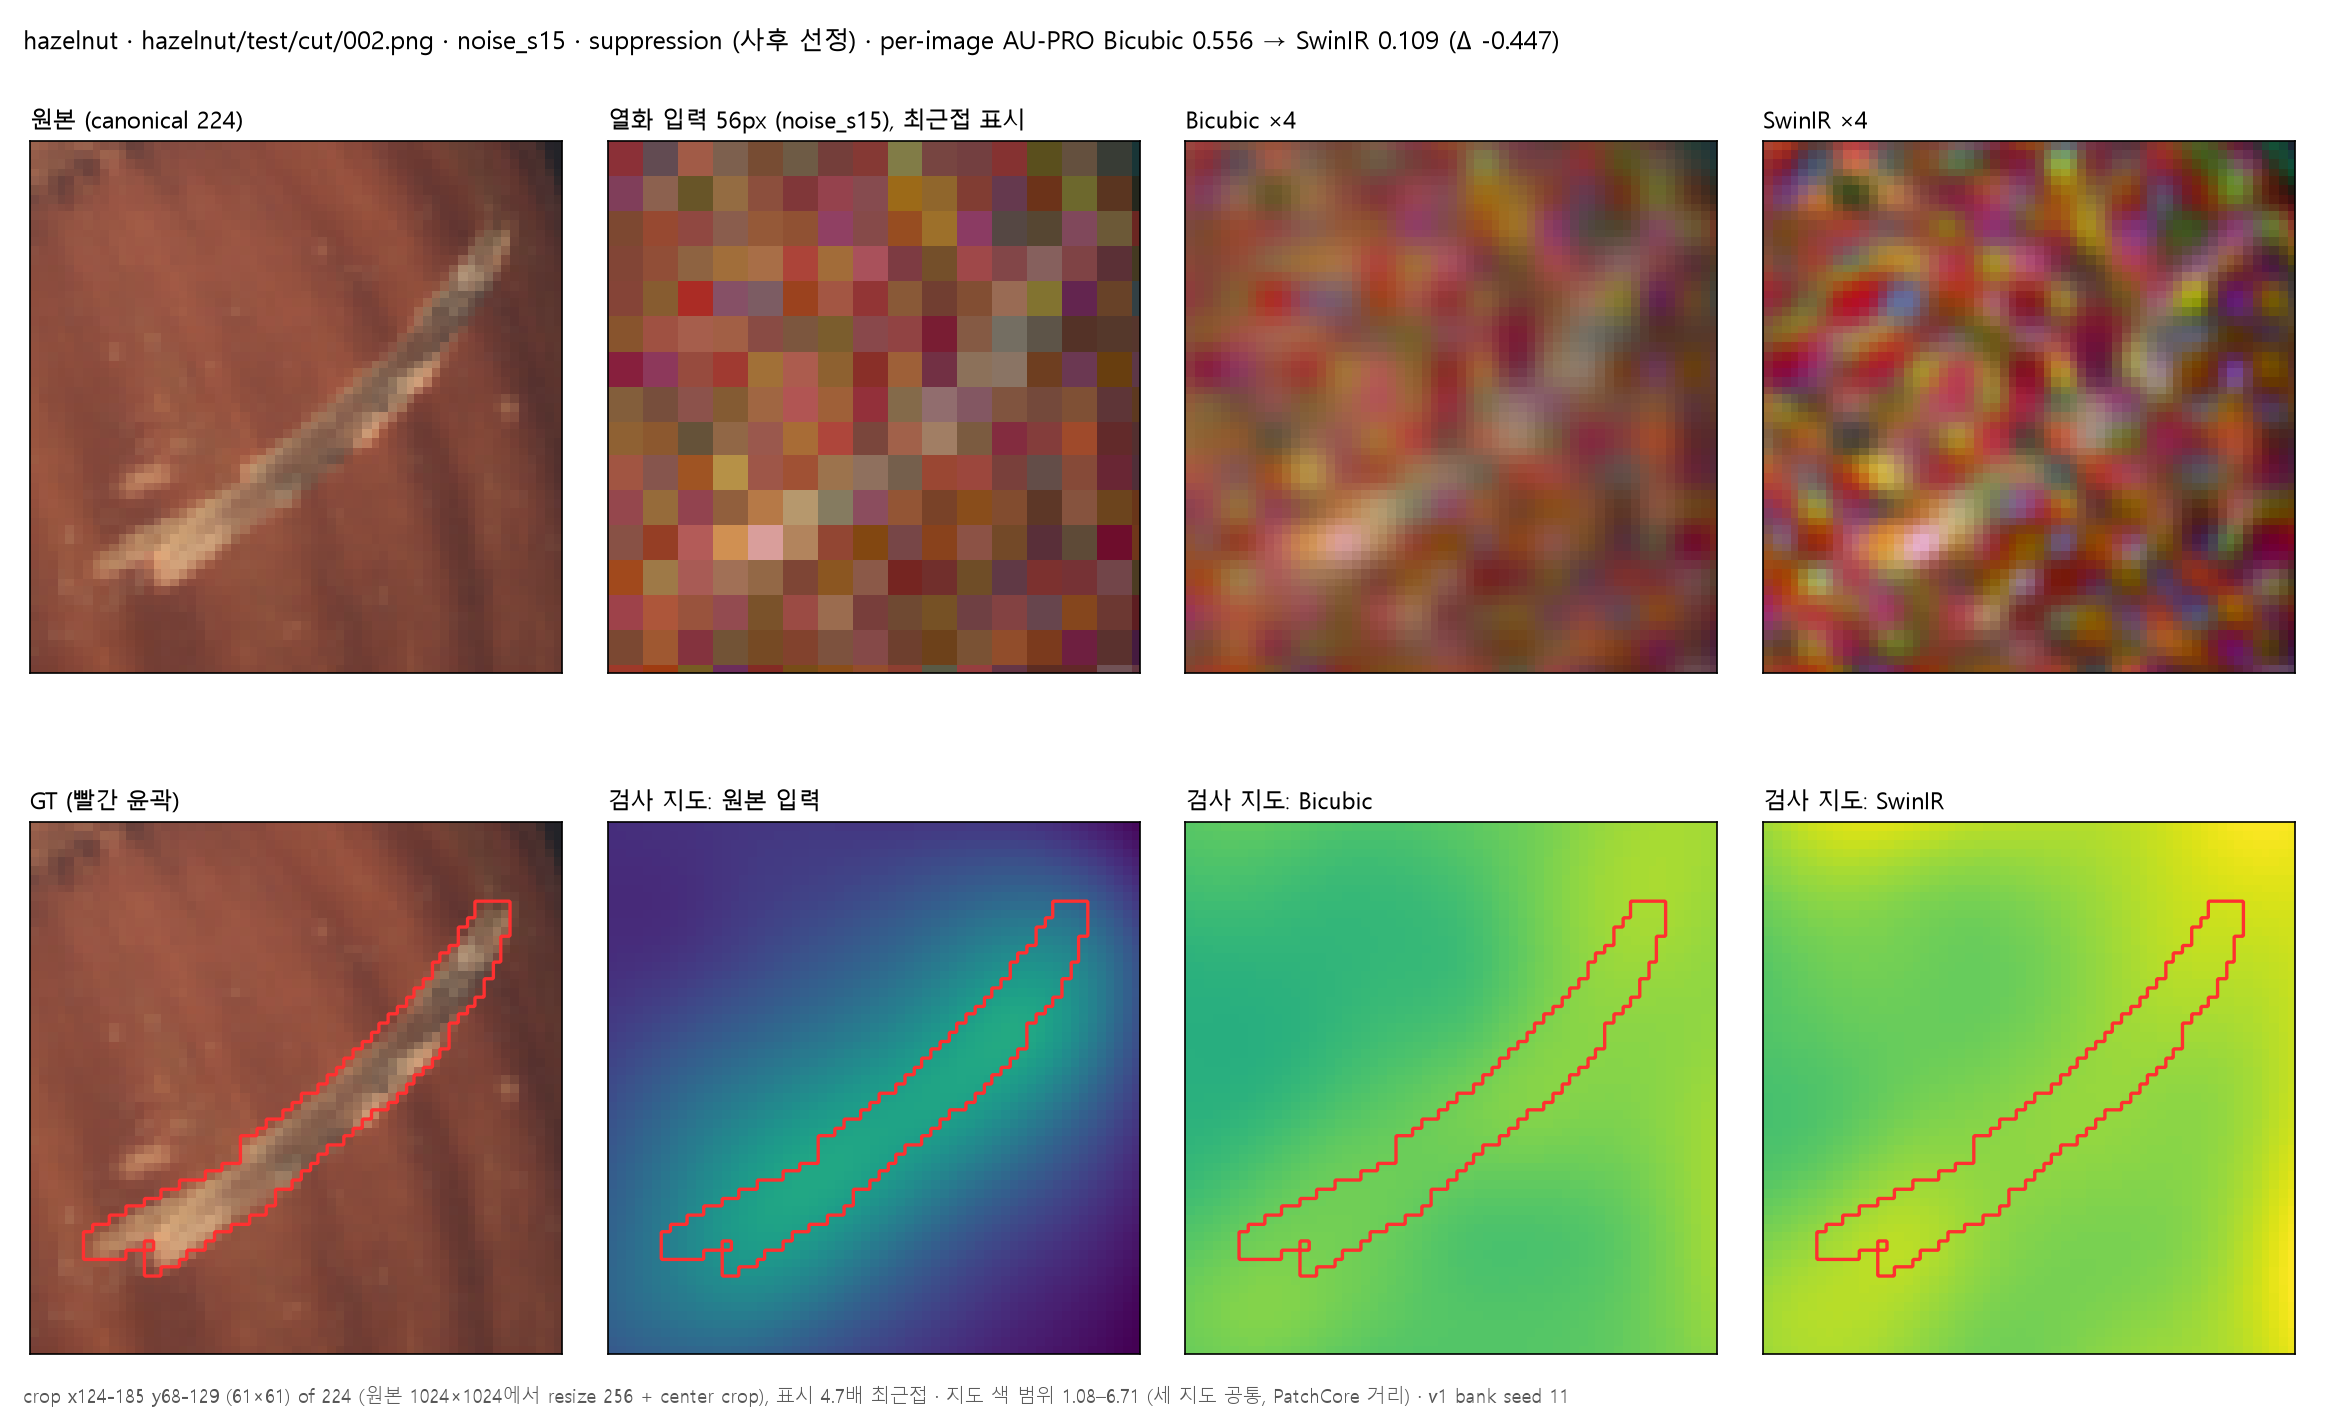 hazelnut · hazelnut/test/cut/002.png · noise_s15 · suppression (사후 선정) · per-image AU-PRO Bicubic 0.556 → SwinIR 0.109 (Δ -0.447)
원본 (canonical 224)
열화 입력 56px (noise_s15), 최근접 표시
Bicubic ×4
SwinIR ×4
GT (빨간 윤곽)
검사 지도: 원본 입력
검사 지도: Bicubic
검사 지도: SwinIR
crop x124-185 y68-129 (61×61) of 224 (원본 1024×1024에서 resize 256 + center crop), 표시 4.7배 최근접 · 지도 색 범위 1.08–6.71 (세 지도 공통, PatchCore 거리) · v1 bank seed 11